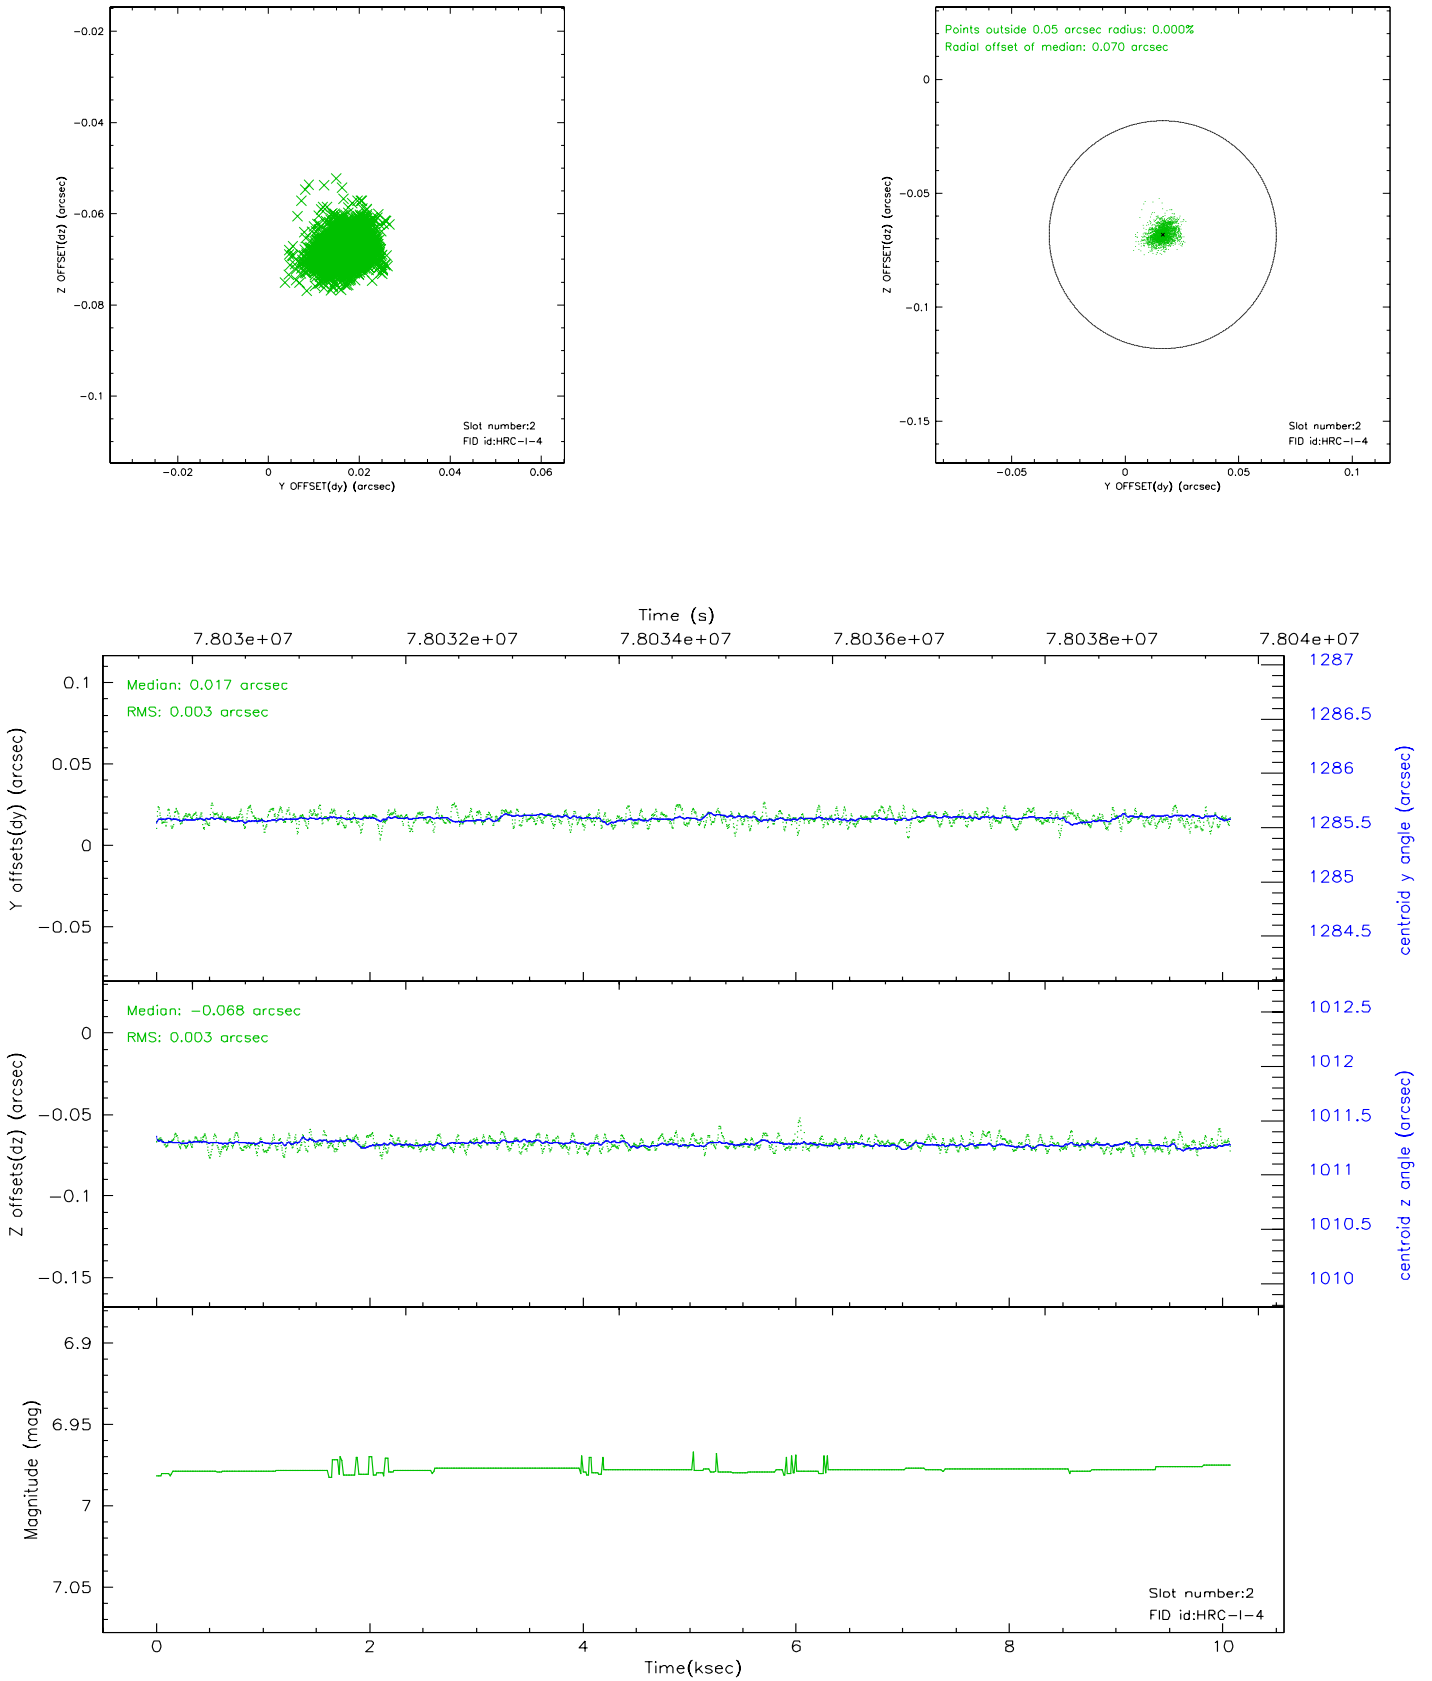 -0.02
-0.04
-0.06
-0.08
-0.1
Z OFFSET(dz) (arcsec)
Slot number:2
FID id:HRC-I-4
-0.02 0 0.02 0.04 0.06
Y OFFSET(dy) (arcsec)
Points outside 0.05 arcsec radius: 0.000%
Radial offset of median: 0.070 arcsec
0
-0.05
-0.1
-0.15
Z OFFSET(dz) (arcsec)
Slot number:2
FID id:HRC-I-4
-0.05 0 0.05 0.1
Y OFFSET(dy) (arcsec)
Time (s)
7.803e+07 7.8032e+07 7.8034e+07 7.8036e+07 7.8038e+07 7.804e+07
Median: 0.017 arcsec
RMS: 0.003 arcsec
0.1
0.05
0
-0.05
Y offsets(dy) (arcsec)
1287
1286.5
1286
1285.5
1285
1284.5
centroid y angle (arcsec)
Median: -0.068 arcsec
RMS: 0.003 arcsec
0
-0.05
-0.1
-0.15
Z offsets(dz) (arcsec)
1012.5
1012
1011.5
1011
1010.5
1010
centroid z angle (arcsec)
6.9
6.95
7
7.05
Magnitude (mag)
Slot number:2
FID id:HRC-I-4
0 2 4 6 8 10
Time(ksec)